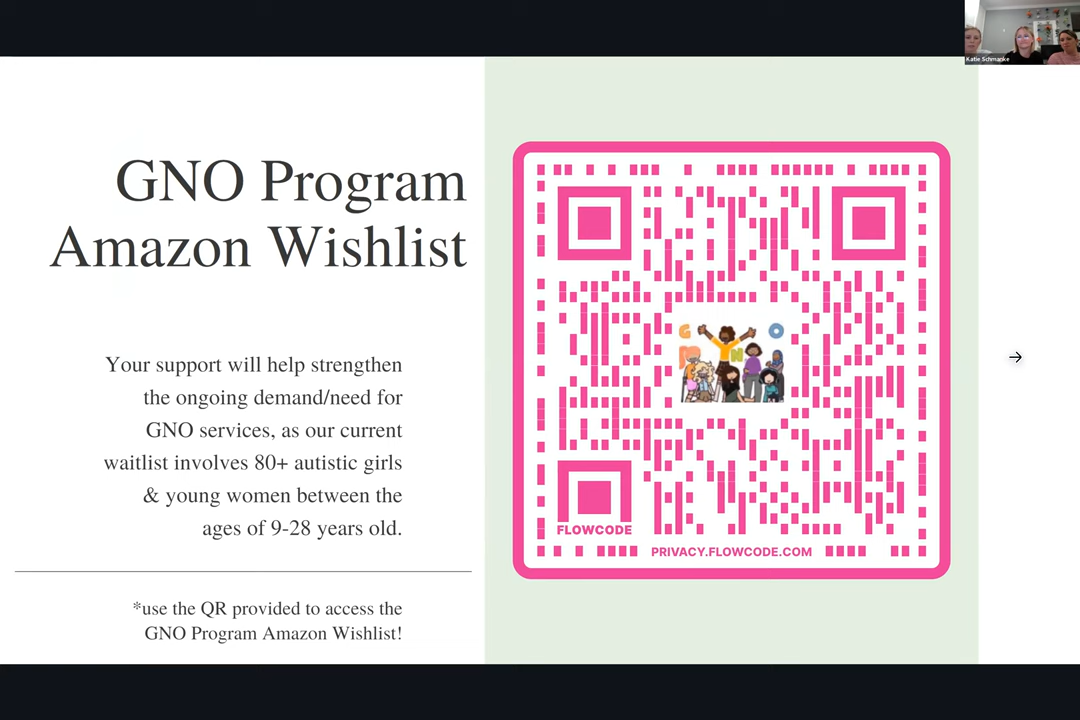 Katie Schmanke
GNO Program
Amazon Wishlist
Your support will help strengthen
the ongoing demand/need for
GNO services, as our current
waitlist involves 80+ autistic girls
& young women between the
ages of 9-28 years old.
*use the QR provided to access the
GNO Program Amazon Wishlist!
G N O
FLOWCODE
PRIVACY.FLOWCODE.COM